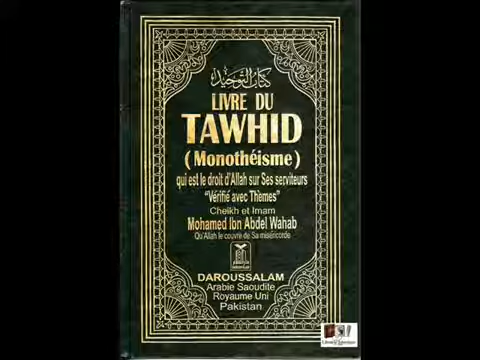 كتاب التوحيد
LIVRE DU
TAWHID
(Monothéisme)
qui est le droit d'Allah sur Ses serviteurs
"Vérifié avec Thèmes"
Cheikh et Imam
Mohamed Ibn Abdel Wahab
Qu'Allah le couvre de Sa miséricorde
DAROUSSALAM
Arabie Saoudite
Royaume Uni
Pakistan